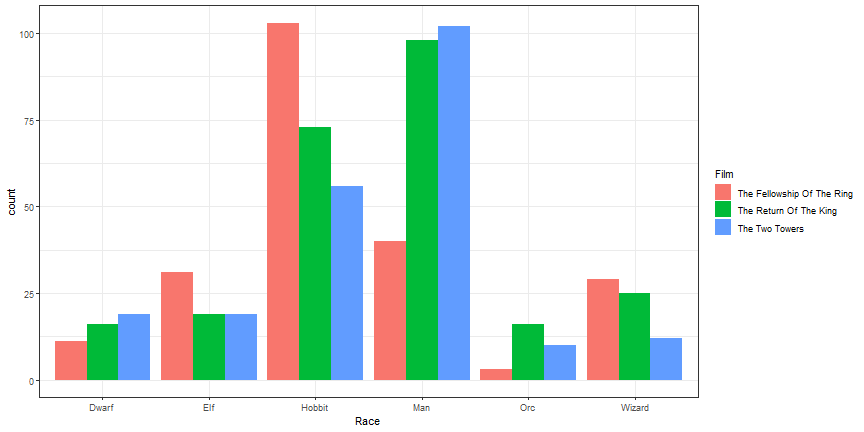 100
75
50
25
0
count
Dwarf Elf Hobbit Man Orc Wizard
Race
Film
The Fellowship Of The Ring
The Return Of The King
The Two Towers